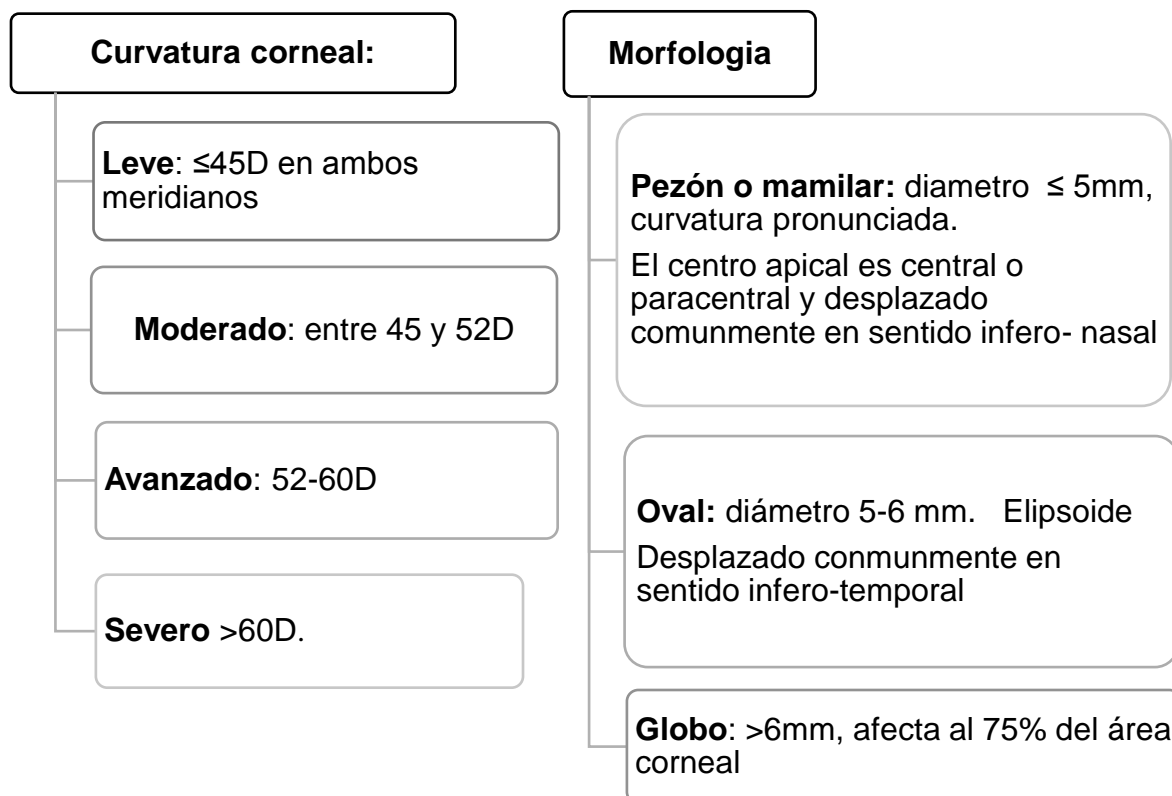 Curvatura corneal:
Leve: ≤45D en ambos
meridianos
Moderado: entre 45 y 52D
Avanzado: 52-60D
Severo >60D.
Morfologia
Pezón o mamilar: diametro ≤ 5mm,
curvatura pronunciada.
El centro apical es central o
paracentral y desplazado
comunmente en sentido infero- nasal
Oval: diámetro 5-6 mm. Elipsoide
Desplazado conmunmente en
sentido infero-temporal
Globo: >6mm, afecta al 75% del área
corneal